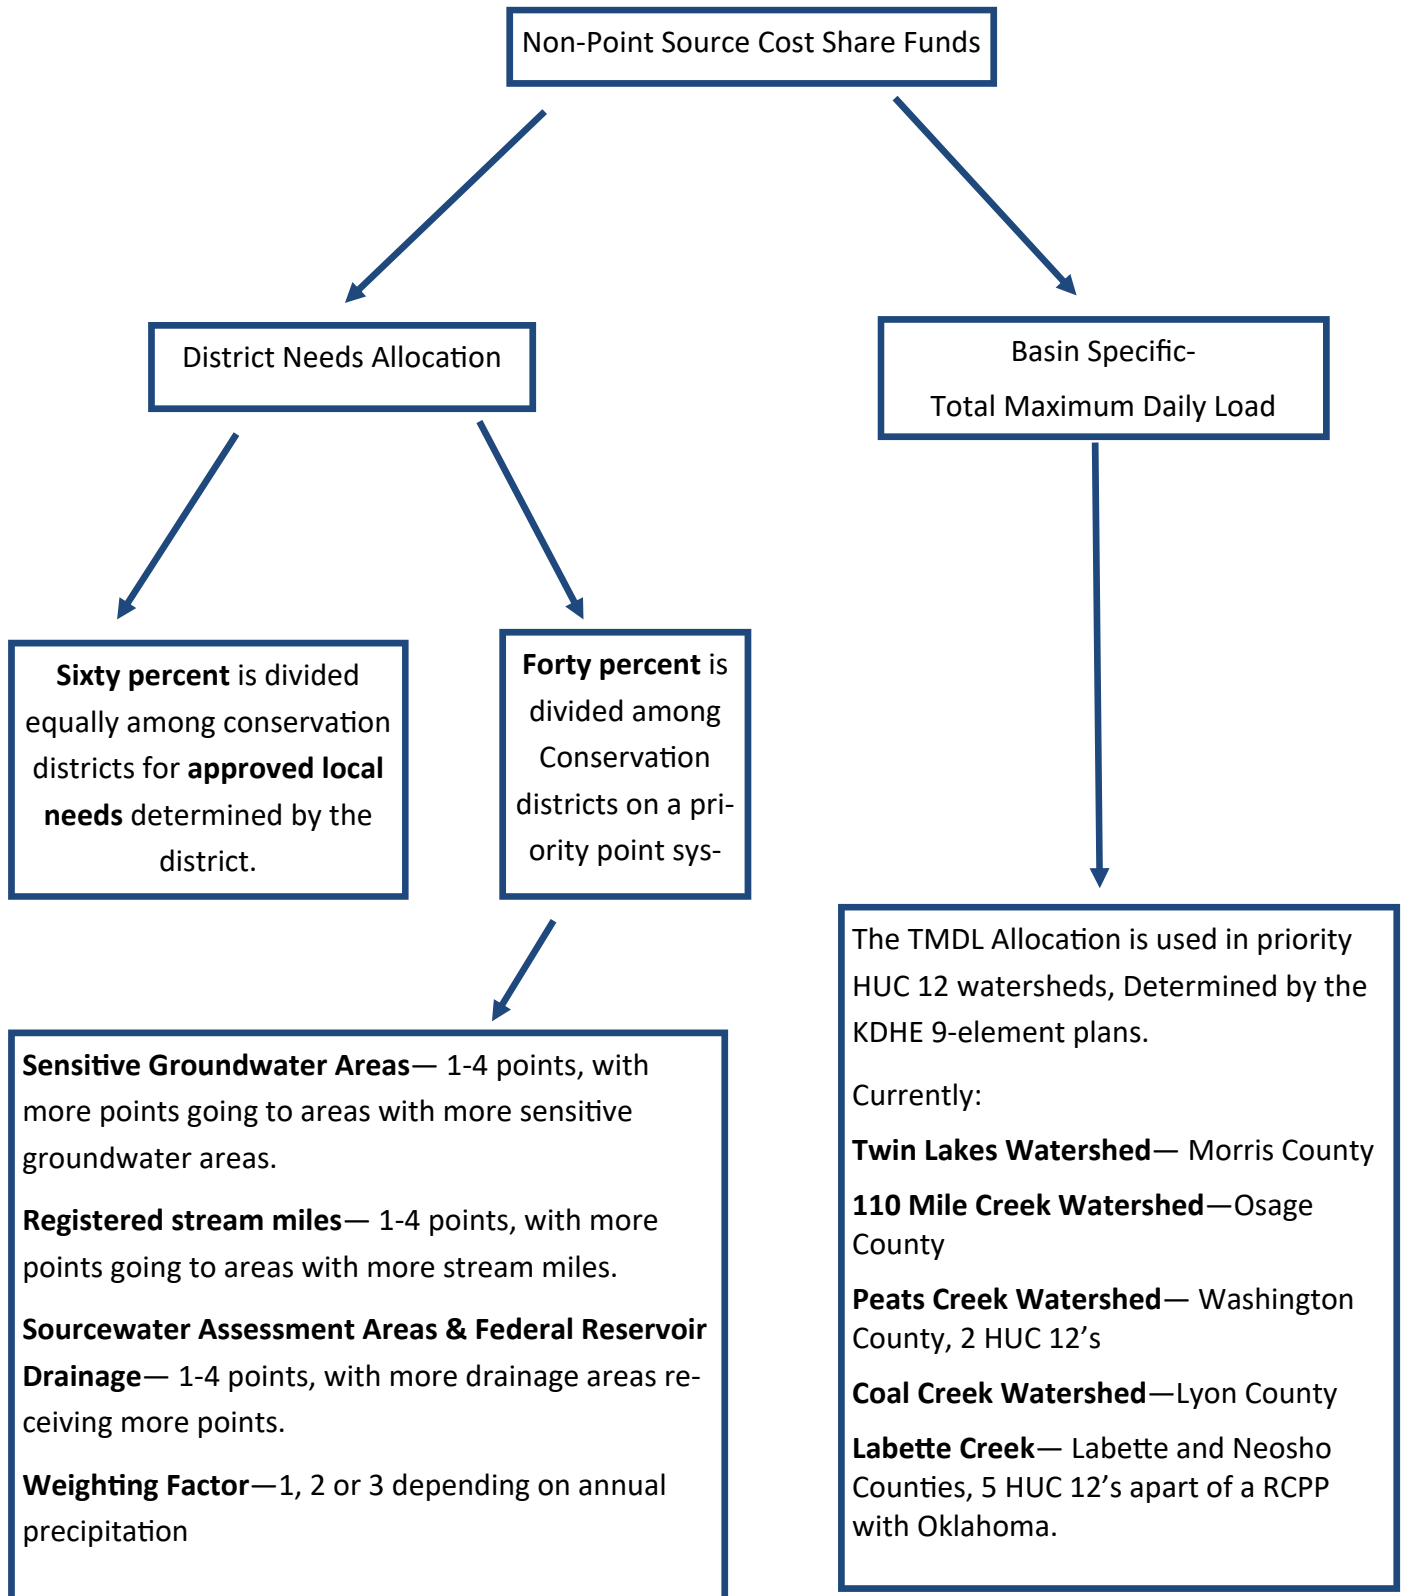 Non-Point Source Cost Share Funds
District Needs Allocation
Basin Specific-
Total Maximum Daily Load
Sixty percent is divided
equally among conservation
districts for approved local
needs determined by the
district.
Forty percent is
divided among
Conservation
districts on a pri-
ority point sys-
Sensitive Groundwater Areas— 1-4 points, with
more points going to areas with more sensitive
groundwater areas.
Registered stream miles— 1-4 points, with more
points going to areas with more stream miles.
Sourcewater Assessment Areas & Federal Reservoir
Drainage— 1-4 points, with more drainage areas re-
ceiving more points.
Weighting Factor—1, 2 or 3 depending on annual
precipitation
The TMDL Allocation is used in priority
HUC 12 watersheds, Determined by the
KDHE 9-element plans.
Currently:
Twin Lakes Watershed— Morris County
110 Mile Creek Watershed—Osage
County
Peats Creek Watershed— Washington
County, 2 HUC 12’s
Coal Creek Watershed—Lyon County
Labette Creek— Labette and Neosho
Counties, 5 HUC 12’s apart of a RCPP
with Oklahoma.